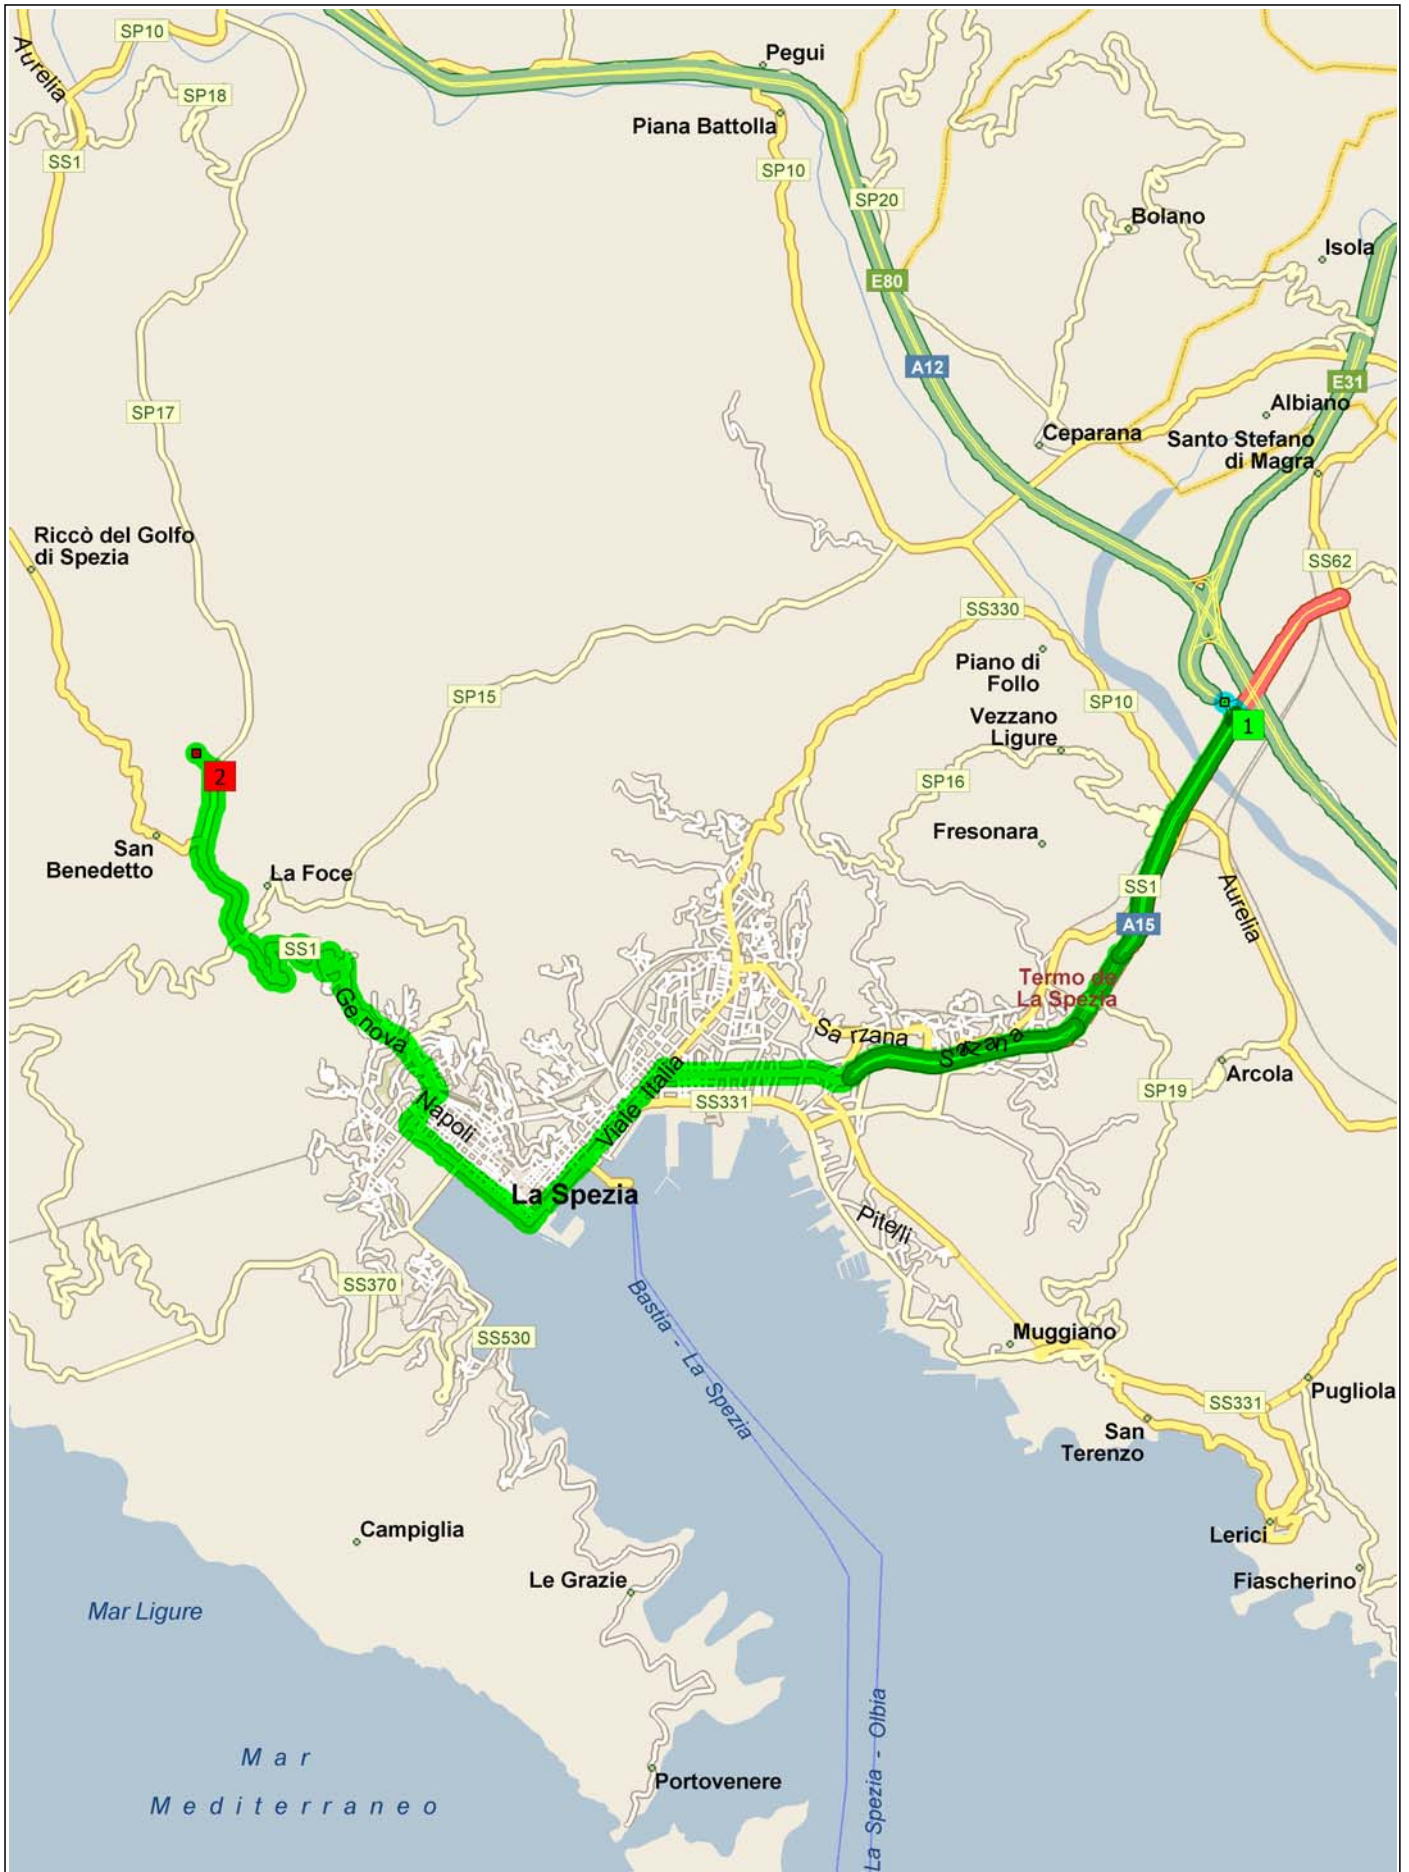 SP10
Aurelia
Pegui
SP18
Piana Battolla
SS1
SP10
SP20
Bolano
Isola
E80
A12
E31
SP17
Albiano
Ceparana
Santo Stefano
di Magra
Riccò del Golfo
di Spezia
SS62
SS330
Piano di
Follo
SP15
SP10
Vezzano
Ligure
1
2
SP16
San
Benedetto
Fresonara
La Foce
SS1
Aurelia
A15
SS1
Termo de
La Spezia
Genova
Sarzana
Sarzana
Arcola
Viale Italia
SP19
Napoli
SS331
La Spezia
Pitelli
SS370
Bastia - La Spezia
Muggiano
SS530
Pugliola
SS331
San
Terenzo
Campiglia
Lerici
Le Grazie
Fiascherino
Mar Ligure
La Spezia - Olbia
Mar
Mediterraneo
Portovenere